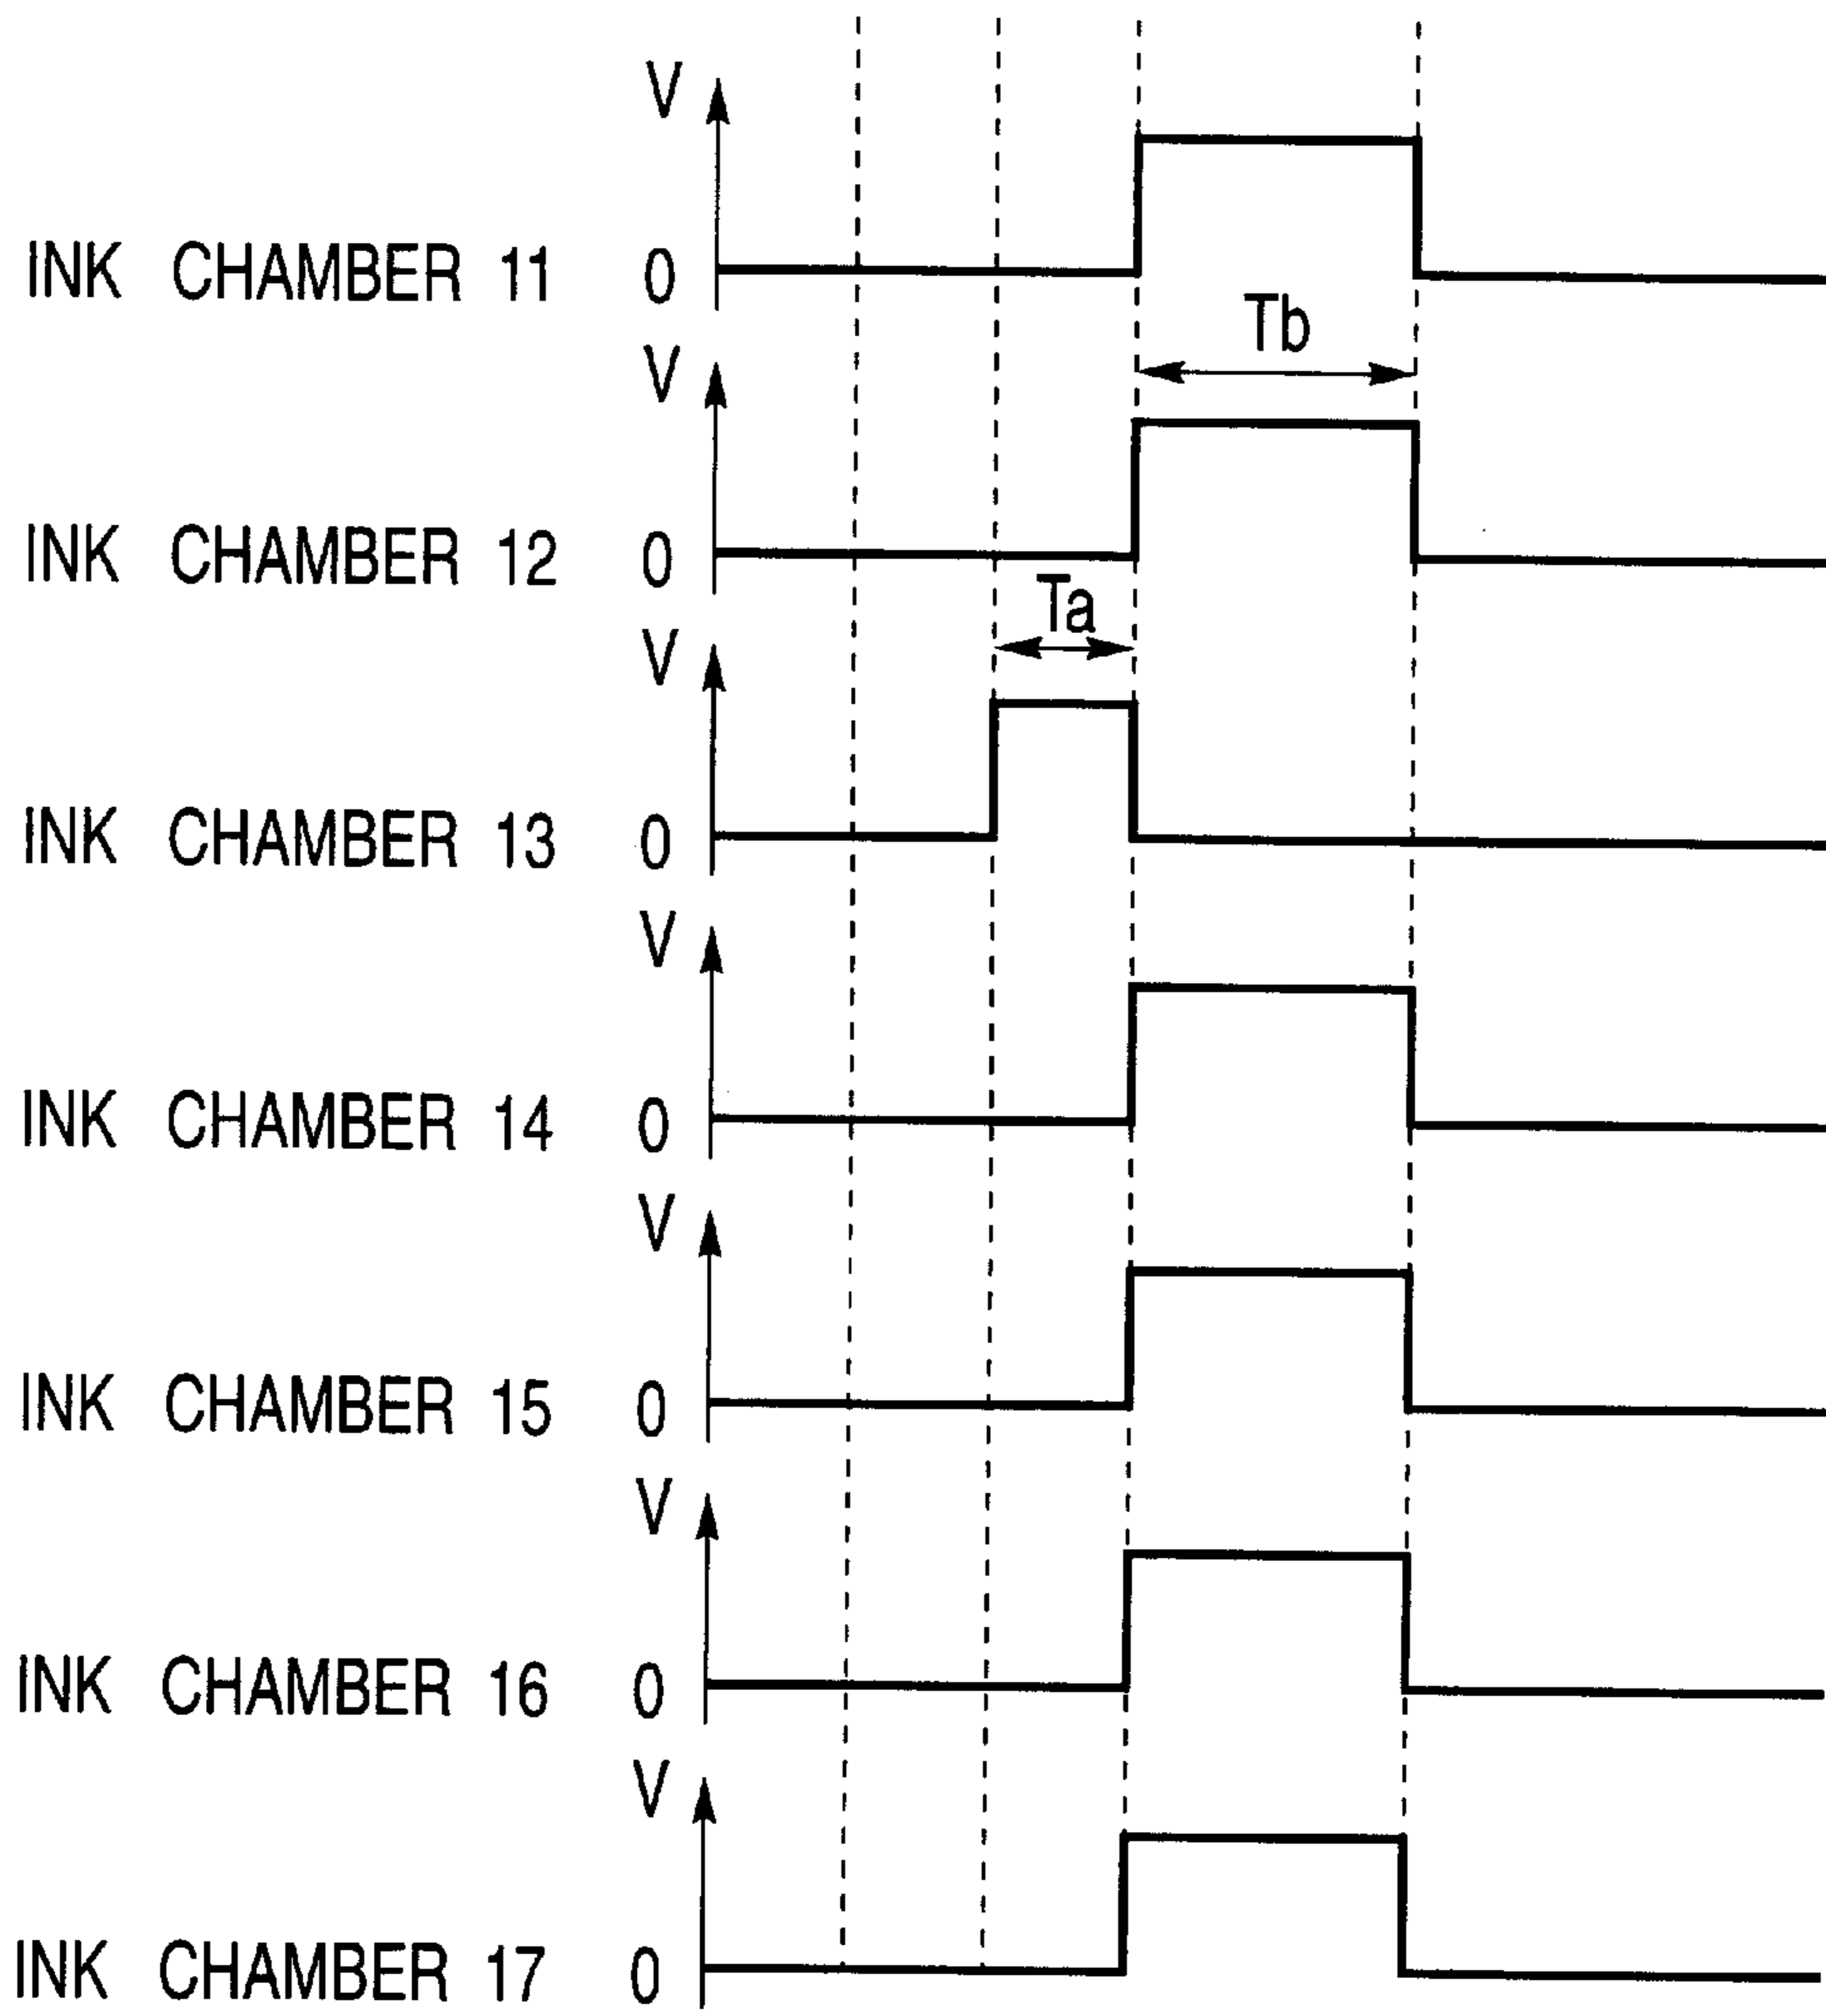 V
INK CHAMBER 11 0
Tb
V
INK CHAMBER 12 0
Ta
V
INK CHAMBER 13 0
V
INK CHAMBER 14 0
V
INK CHAMBER 15 0
V
INK CHAMBER 16 0
V
INK CHAMBER 17 0